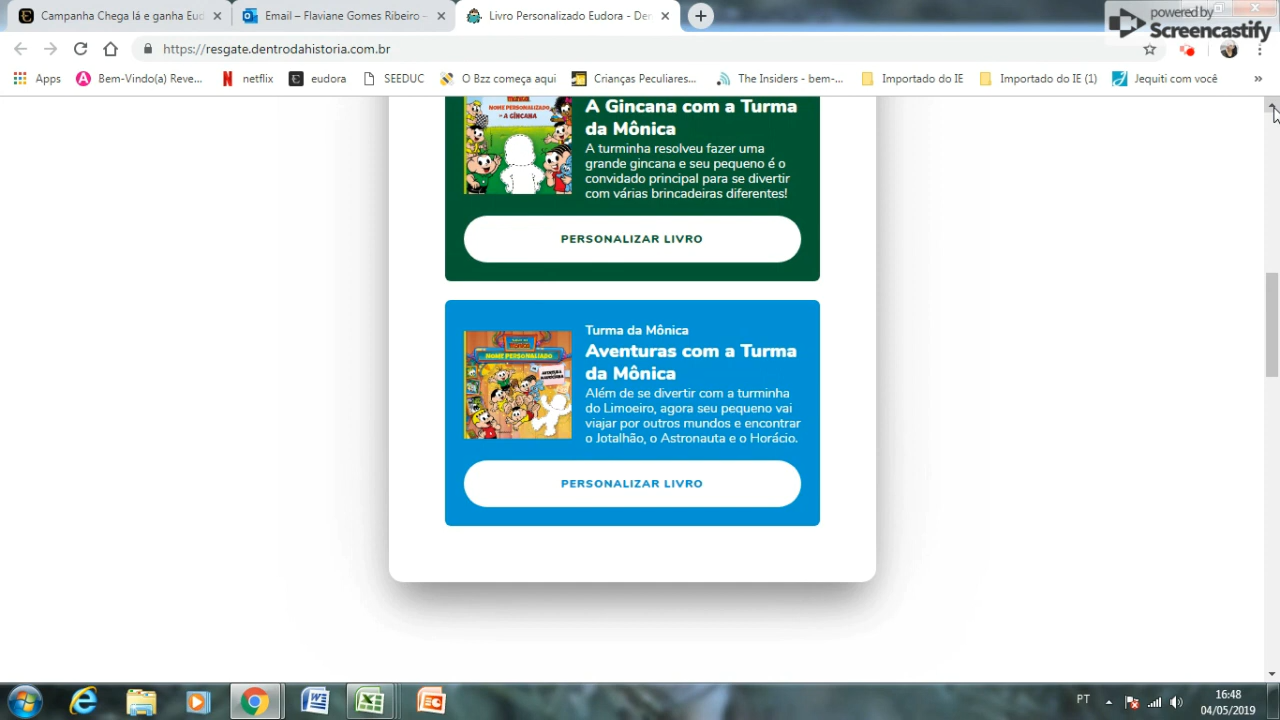 Campanha Chega lá e ganha Eud
Email – Flaviane Gomes Ribeiro –
Livro Personalizado Eudora - Der
powered by
Screencastify
https://resgate.dentrodahistoria.com.br
Apps
Bem-Vindo(a) Reve...
netflix
eudora
SEEDUC
O Bzz começa aqui
Crianças Peculiares...
The Insiders - bem-...
Importado do IE
Importado do IE (1)
Jequiti com você
»
NOME PERSONALIZADO
A GINCANA
A Gincana com a Turma
da Mônica
A turminha resolveu fazer uma
grande gincana e seu pequeno é o
convidado principal para se divertir
com várias brincadeiras diferentes!
PERSONALIZAR LIVRO
NOME PERSONALIZADO
Turma da Mônica
Aventuras com a Turma
da Mônica
Além de se divertir com a turminha
do Limoeiro, agora seu pequeno vai
viajar por outros mundos e encontrar
o Jotalhão, o Astronauta e o Horácio.
PERSONALIZAR LIVRO
PT
16:48
04/05/2019